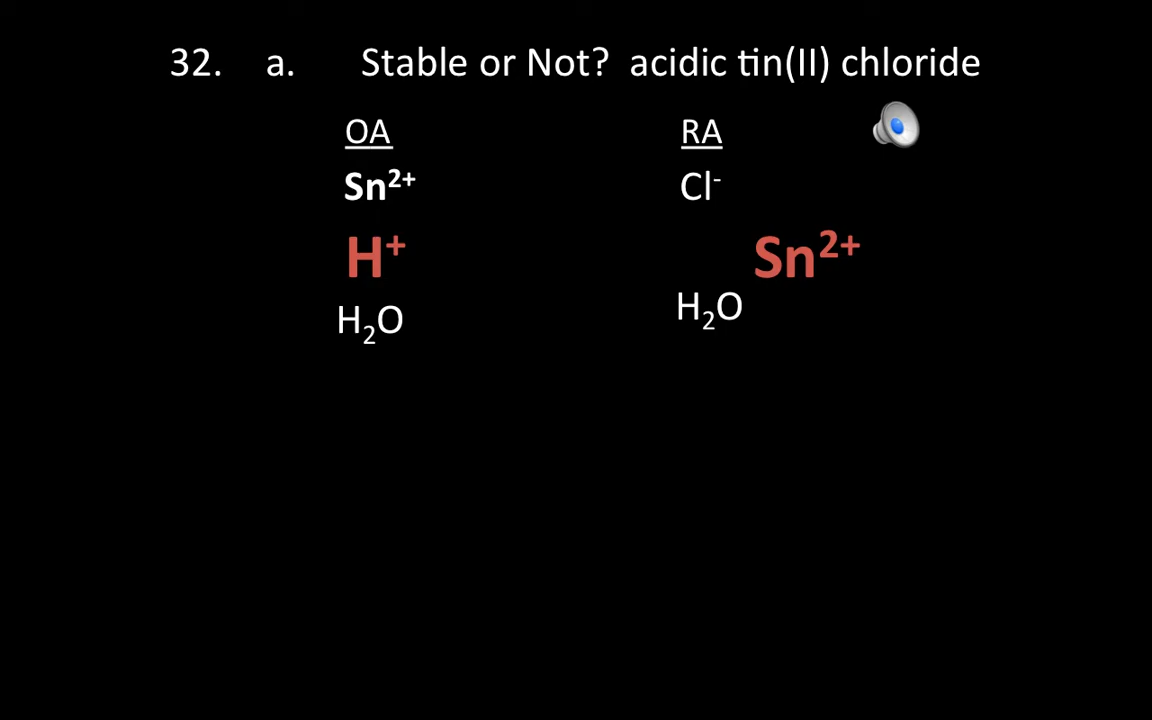 32. a. Stable or Not? acidic tin(II) chloride
OA RA
Sn²⁺ Cl⁻
H⁺ Sn²⁺
H₂O H₂O